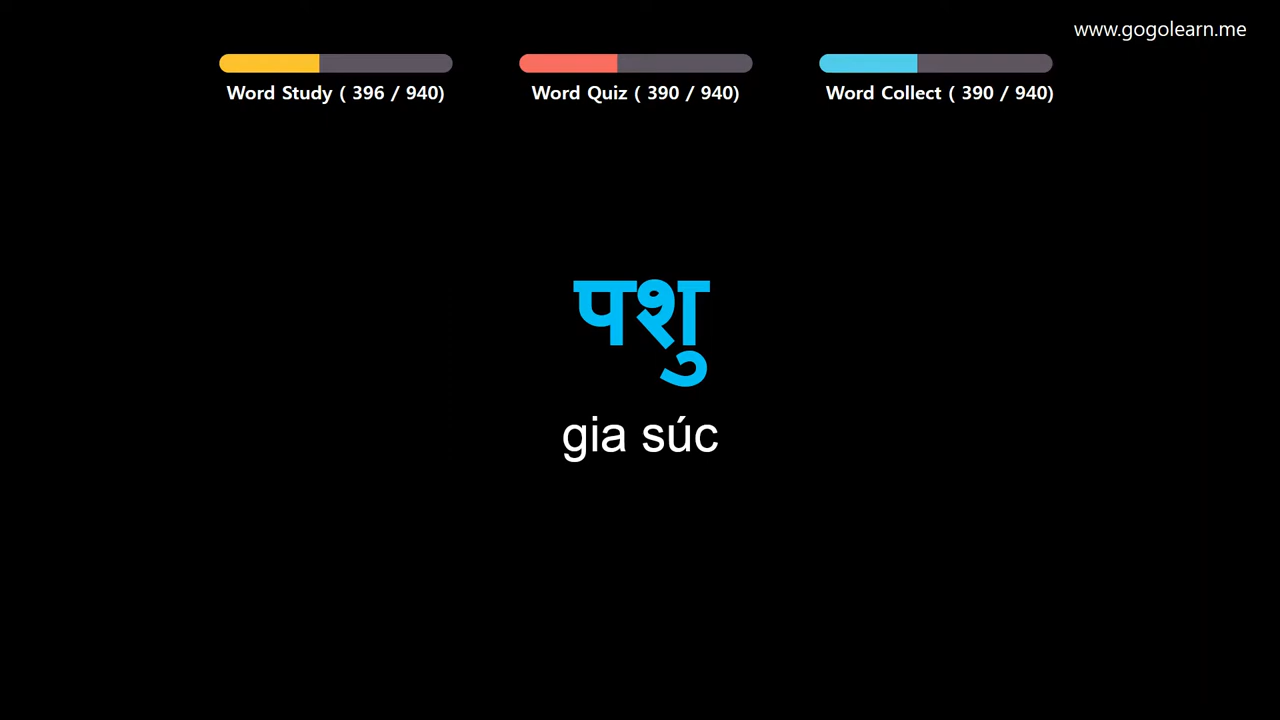 www.gogolearn.me
Word Study ( 396 / 940)
Word Quiz ( 390 / 940)
Word Collect ( 390 / 940)
पशु
gia súc